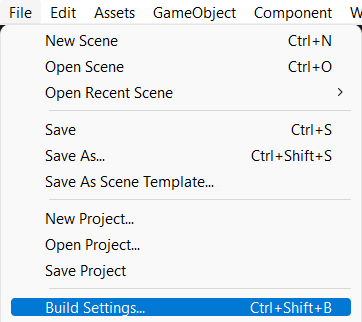 File Edit Assets GameObject Component W
New Scene Ctrl+N
Open Scene Ctrl+O
Open Recent Scene >
Save Ctrl+S
Save As... Ctrl+Shift+S
Save As Scene Template...
New Project...
Open Project...
Save Project
Build Settings... Ctrl+Shift+B